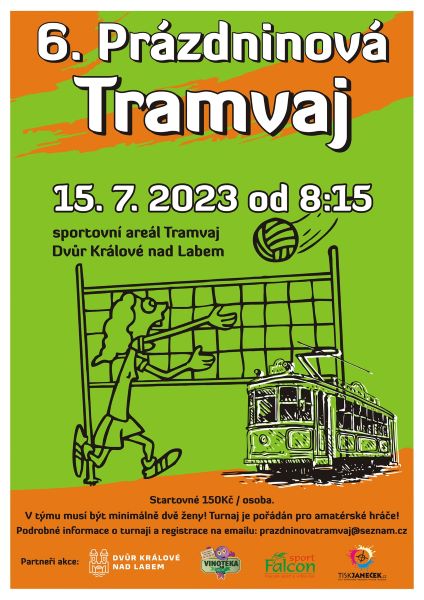 6. Prázdninová
Tramvaj
15. 7. 2023 od 8:15
sportovní areál Tramvaj
Dvůr Králové nad Labem
Startovné 150Kč / osoba.
V týmu musí být minimálně dvě ženy! Turnaj je pořádán pro amatérské hráče!
Podrobné informace o turnaji a registrace na emailu: prazdninovatramvaj@seznam.cz
Partneři akce:
DVŮR KRÁLOVÉ
NAD LABEM
VINOTÉKA
sport
Falcon
TISKJANECEK.cz